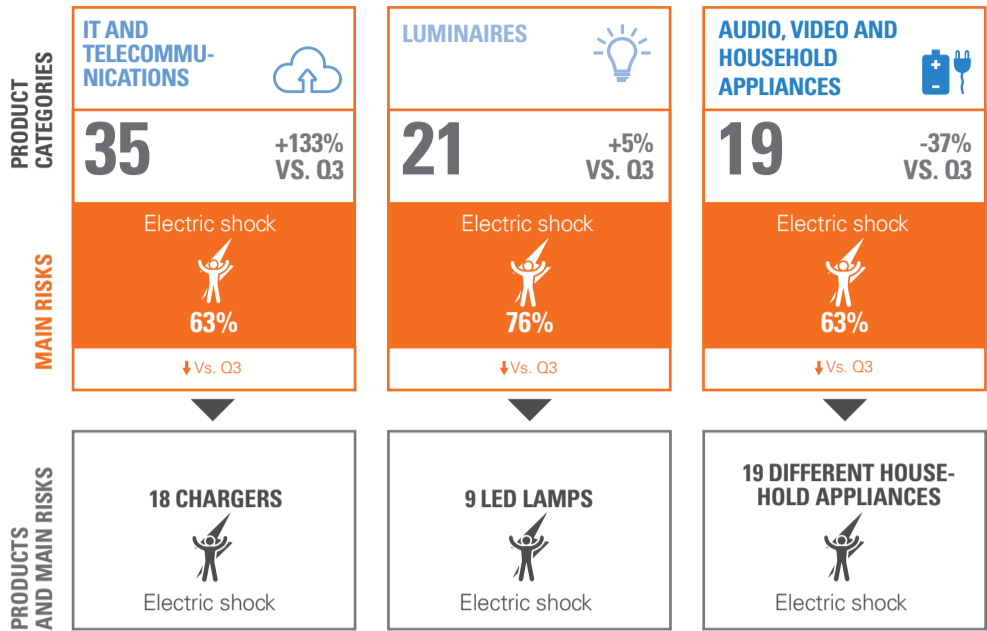 PRODUCT
CATEGORIES
IT AND
TELECOMMU-
NICATIONS
35
+133%
VS. Q3
LUMINAIRES
21
+5%
VS. Q3
AUDIO, VIDEO AND
HOUSEHOLD
APPLIANCES
19
-37%
VS. Q3
MAIN RISKS
Electric shock
63%
Vs. Q3
Electric shock
76%
Vs. Q3
Electric shock
63%
Vs. Q3
PRODUCTS
AND MAIN RISKS
18 CHARGERS
Electric shock
9 LED LAMPS
Electric shock
19 DIFFERENT HOUSE-
HOLD APPLIANCES
Electric shock